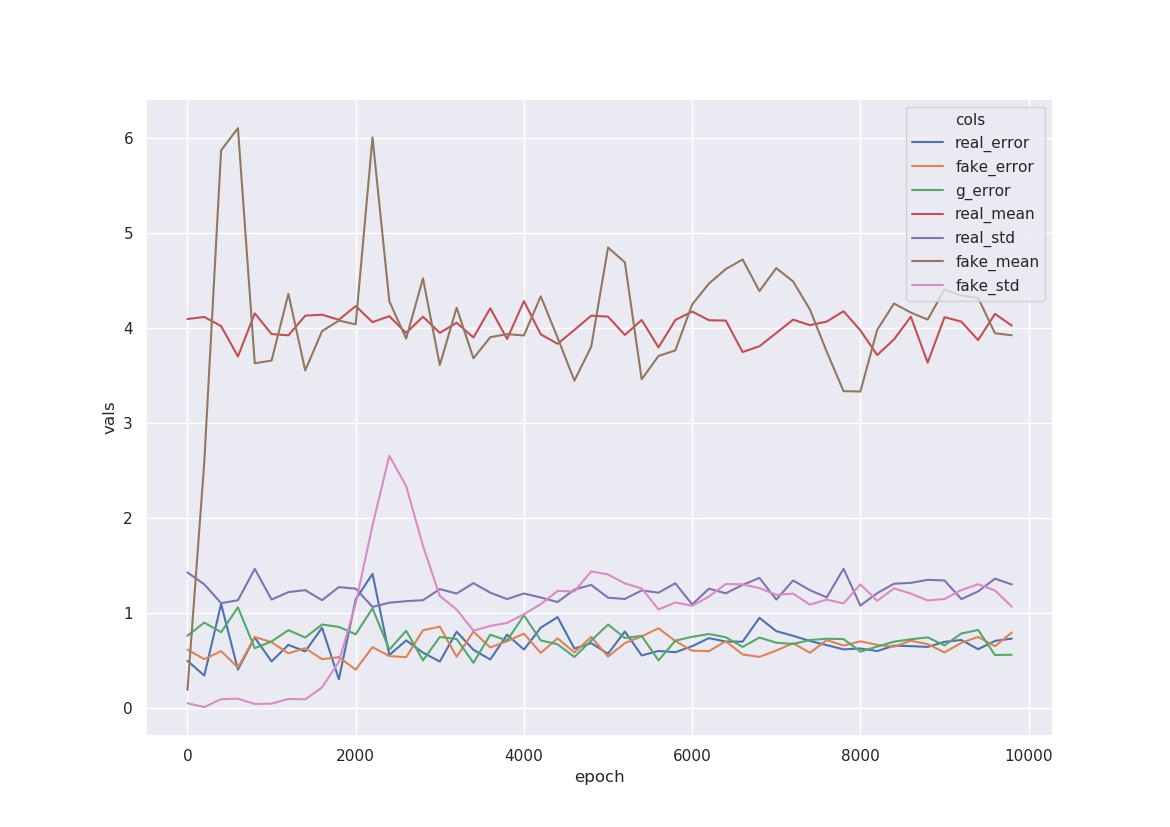 cols
real_error
fake_error
g_error
real_mean
real_std
fake_mean
fake_std
6
5
4
3
2
1
0
vals
0 2000 4000 6000 8000 10000
epoch